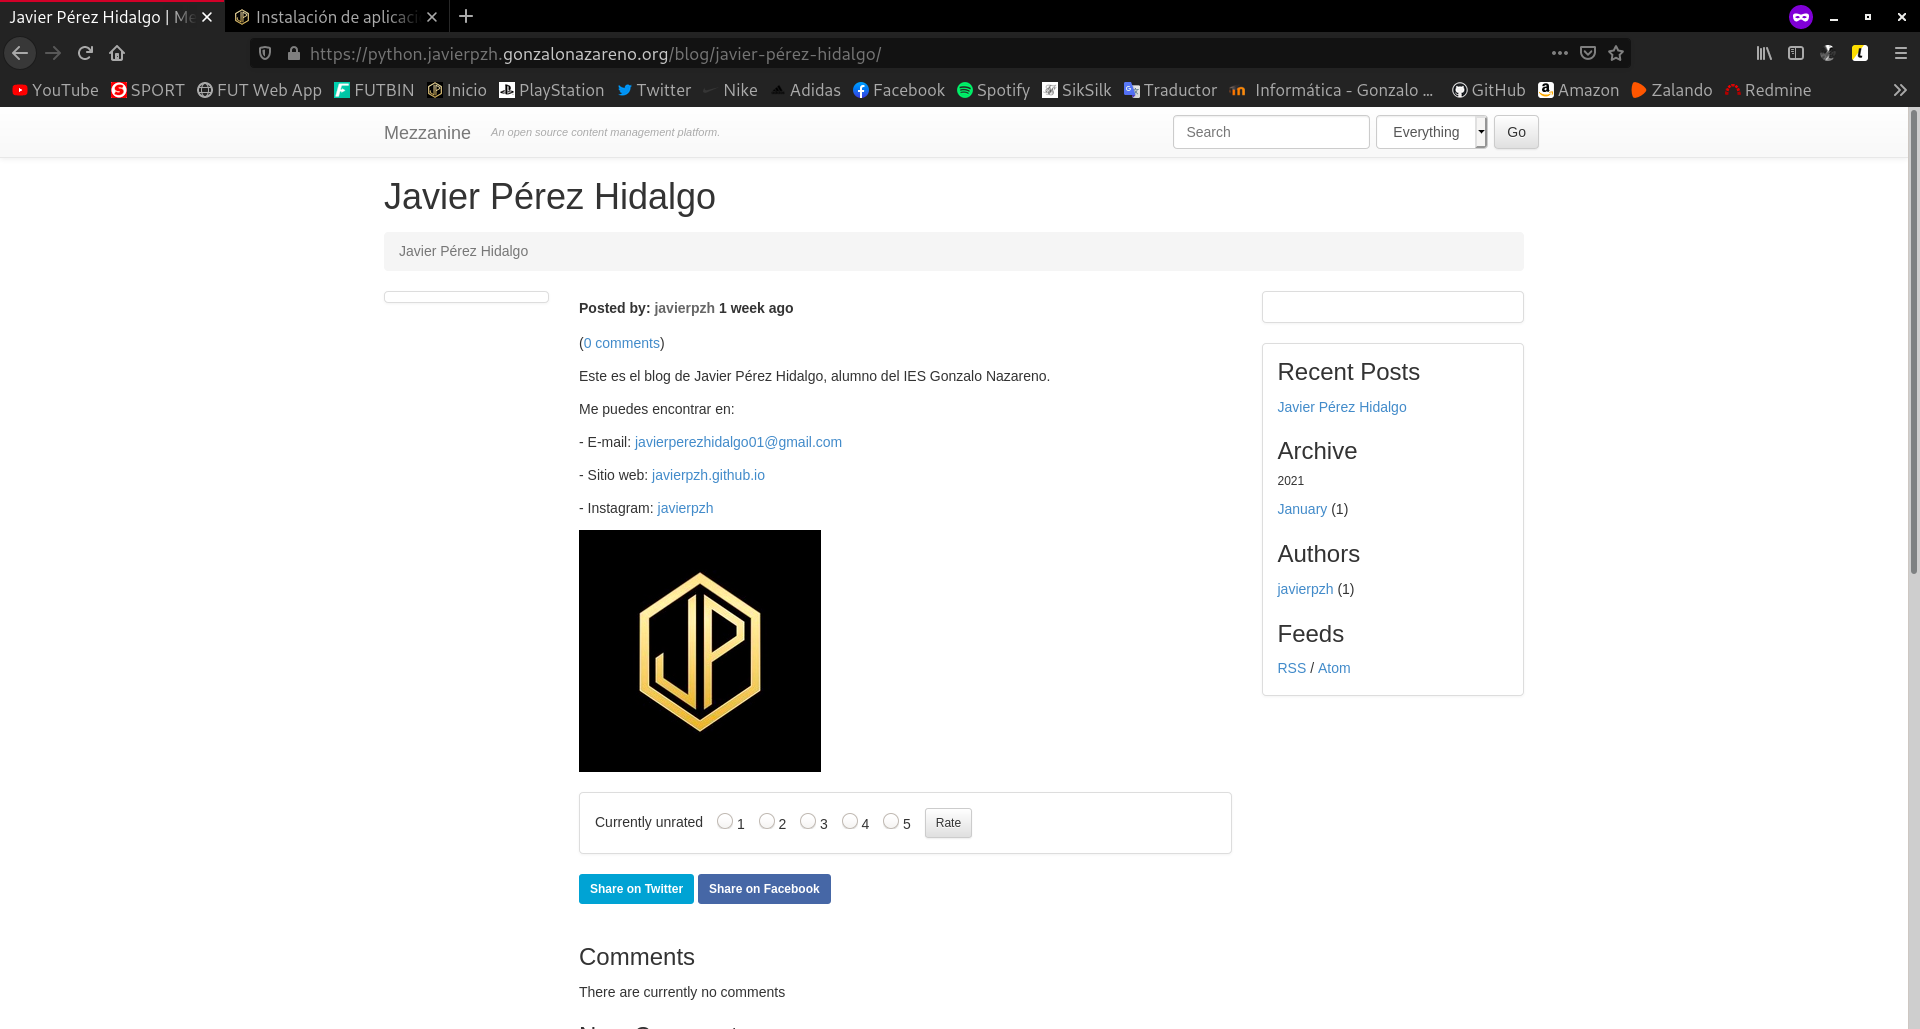 Javier Pérez Hidalgo | Me
Instalación de aplicaci
https://python.javierpzh.gonzalonazareno.org/blog/javier-pérez-hidalgo/
YouTube SPORT FUT Web App FUTBIN Inicio PlayStation Twitter Nike Adidas Facebook Spotify SikSilk Traductor Informática - Gonzalo ... GitHub Amazon Zalando Redmine
Mezzanine An open source content management platform. Search Everything Go
Javier Pérez Hidalgo
Javier Pérez Hidalgo
Posted by: javierpzh 1 week ago
(0 comments)
Este es el blog de Javier Pérez Hidalgo, alumno del IES Gonzalo Nazareno.
Me puedes encontrar en:
- E-mail: javierperezhidalgo01@gmail.com
- Sitio web: javierpzh.github.io
- Instagram: javierpzh
JP
Currently unrated 1 2 3 4 5 Rate
Share on Twitter Share on Facebook
Comments
There are currently no comments
Recent Posts
Javier Pérez Hidalgo
Archive
2021
January (1)
Authors
javierpzh (1)
Feeds
RSS / Atom